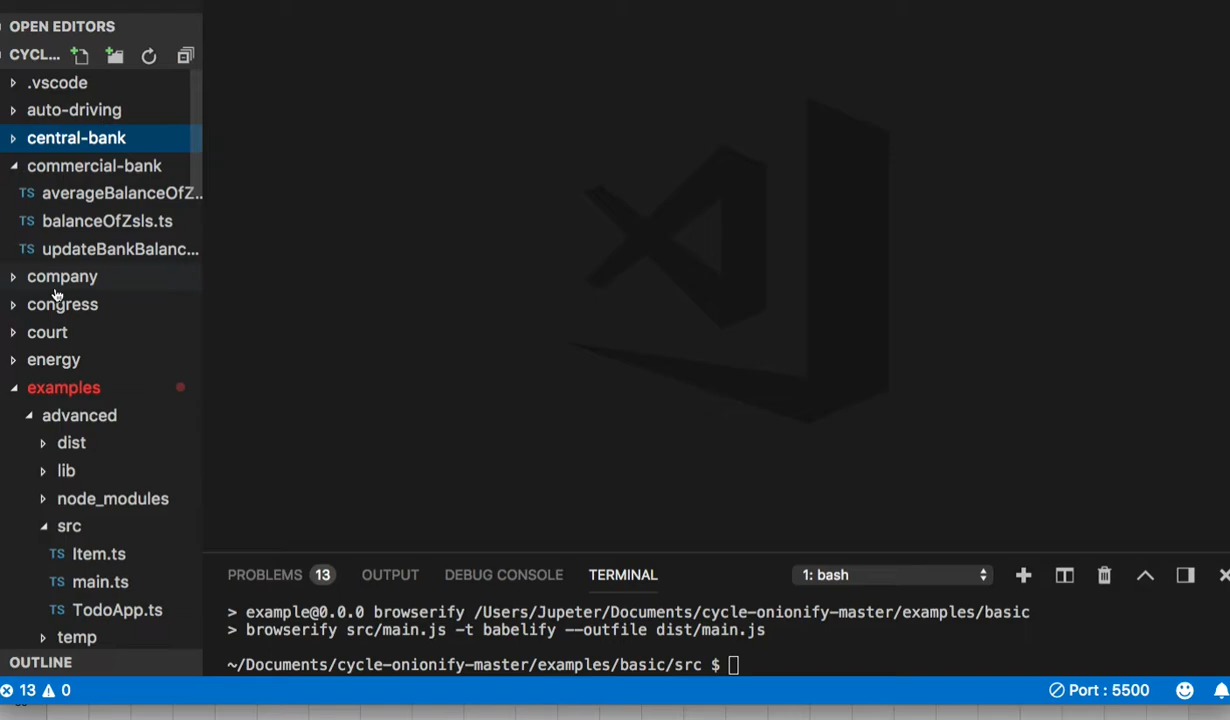 OPEN EDITORS
CYCL...
.vscode
auto-driving
central-bank
commercial-bank
TS averageBalanceOfZ...
TS balanceOfZsls.ts
TS updateBankBalanc...
company
congress
court
energy
examples
advanced
dist
lib
node_modules
src
TS Item.ts
TS main.ts
TS TodoApp.ts
temp
OUTLINE
PROBLEMS 13 OUTPUT DEBUG CONSOLE TERMINAL 1: bash
> example@0.0.0 browserify /Users/Jupeter/Documents/cycle-onionify-master/examples/basic
> browserify src/main.js -t babelify --outfile dist/main.js
~/Documents/cycle-onionify-master/examples/basic/src $
13 0 Port : 5500